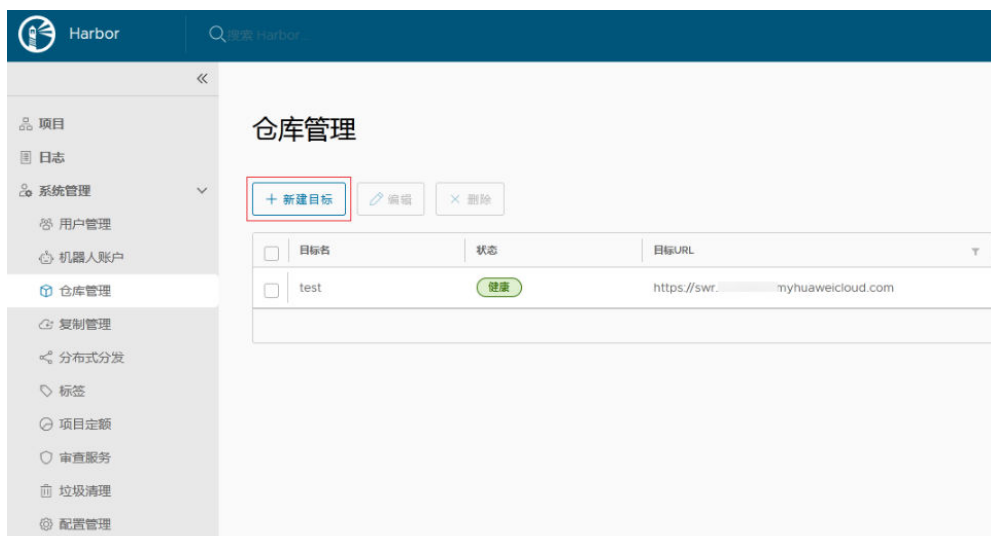 Harbor
搜索 Harbor...
项目
日志
系统管理
用户管理
机器人账户
仓库管理
复制管理
分布式分发
标签
项目定额
审查服务
垃圾清理
配置管理
仓库管理
+ 新建目标 编辑 × 删除
目标名 状态 目标URL
test 健康 https://swr. myhuaweicloud.com